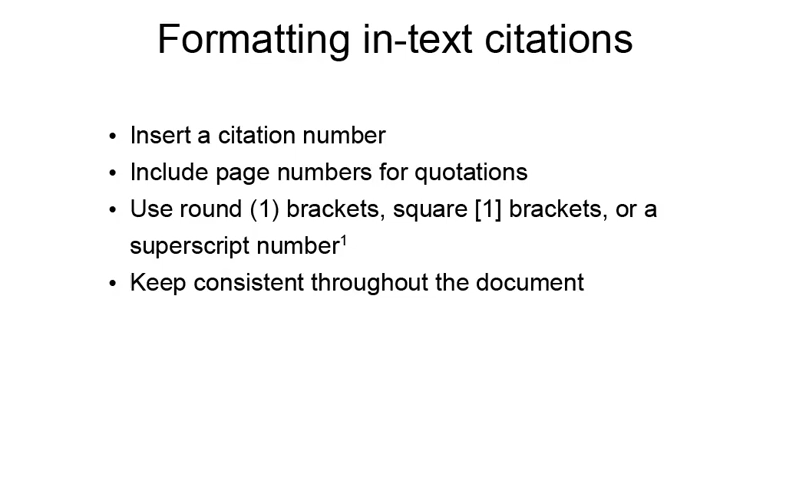 Formatting in-text citations
• Insert a citation number
• Include page numbers for quotations
• Use round (1) brackets, square [1] brackets, or a
superscript number¹
• Keep consistent throughout the document